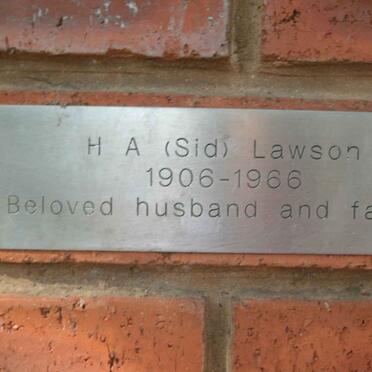 H A (Sid) Lawson
1906-1966
Beloved husband and fa